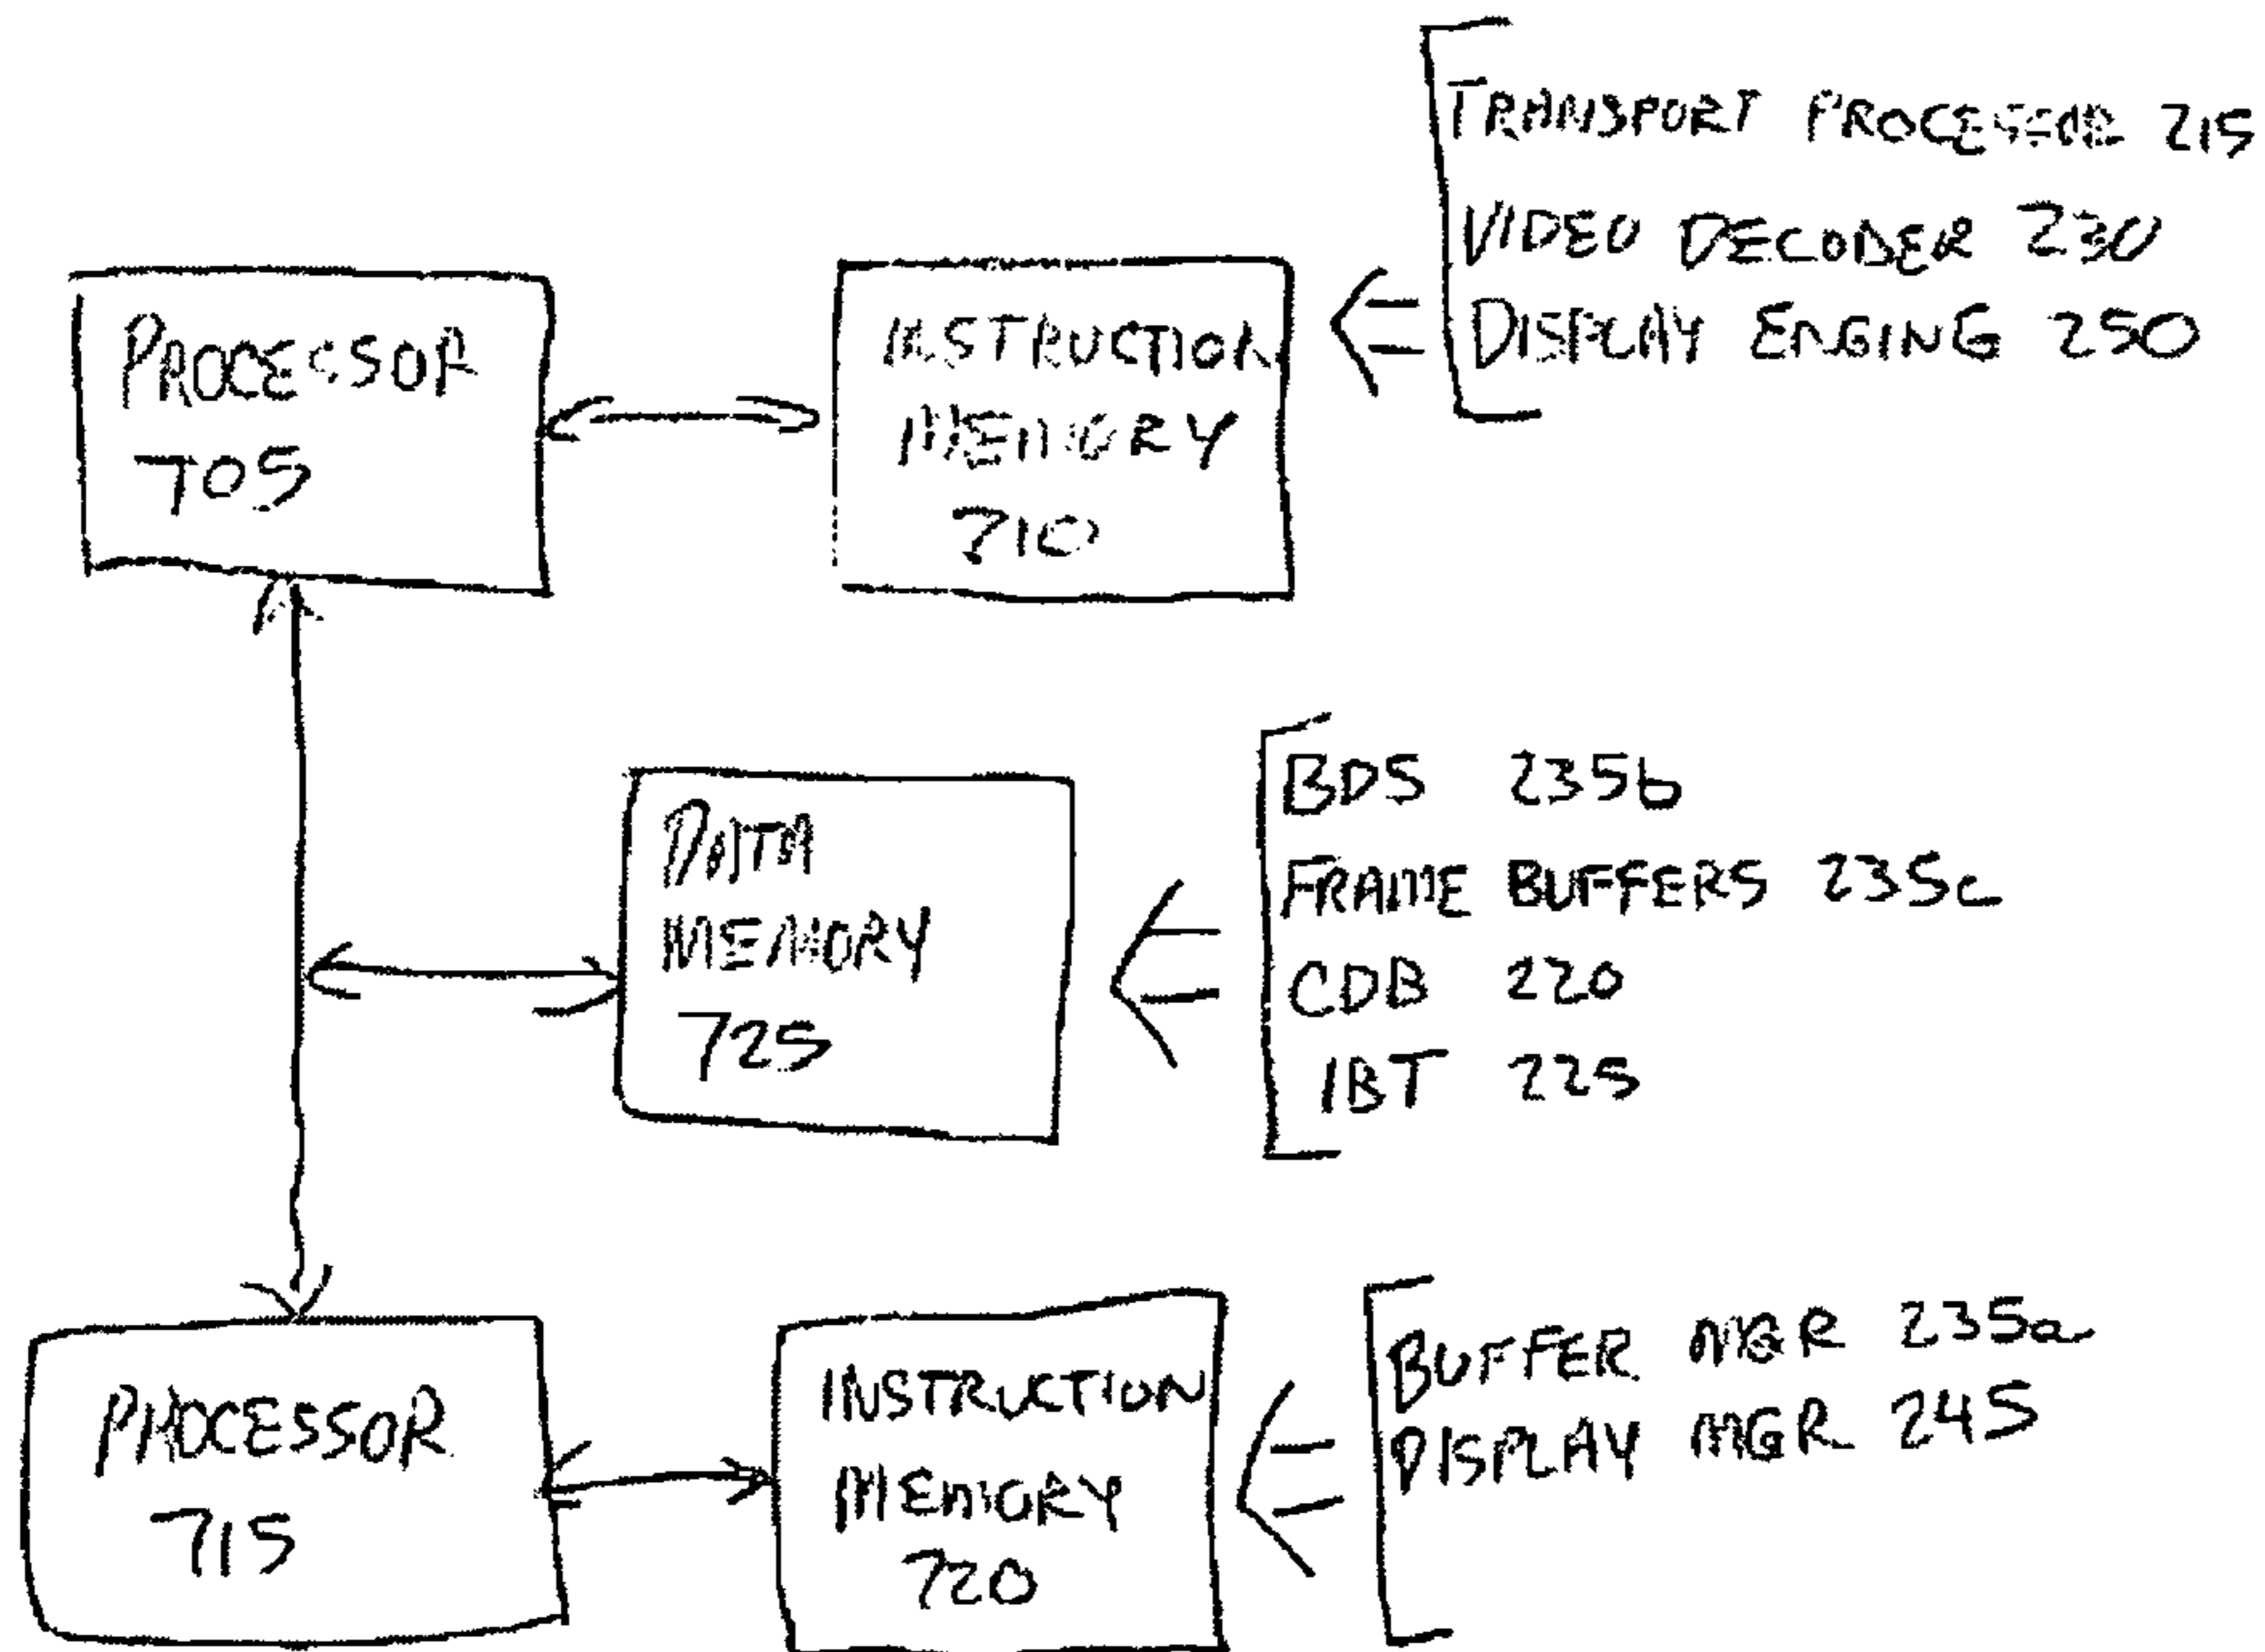 TRANSPORT PROCESSOR 215
VIDEO DECODER 230
DISPLAY ENGING 250
PROCESSOR
705
INSTRUCTION
MEMORY
710
DATA
MEMORY
725
BDS 235b
FRAME BUFFERS 235c
CDB 220
IBT 225
PROCESSOR
715
INSTRUCTION
MEMORY
720
BUFFER MGR 235a
DISPLAY MGR 245